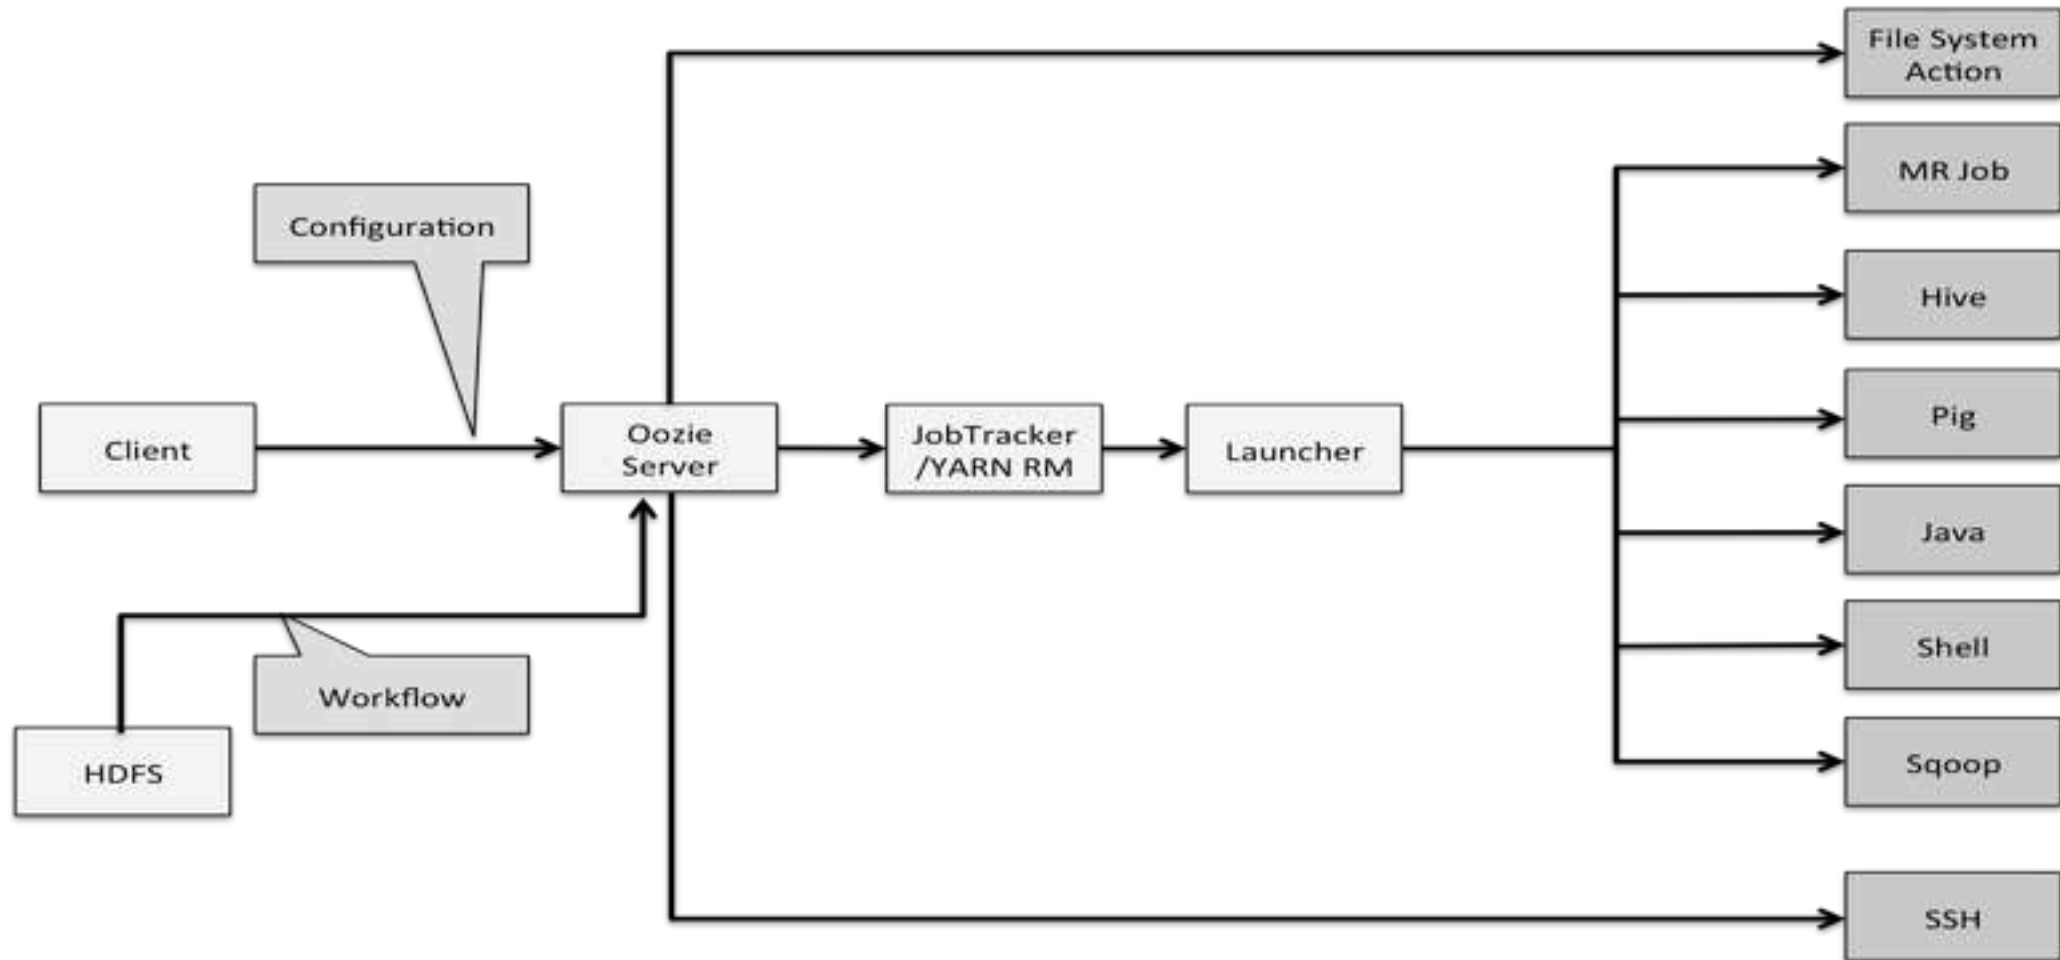 File System
Action
MR Job
Configuration
Hive
Pig
Client
Oozie
Server
JobTracker
/YARN RM
Launcher
Java
Shell
Workflow
HDFS
Sqoop
SSH